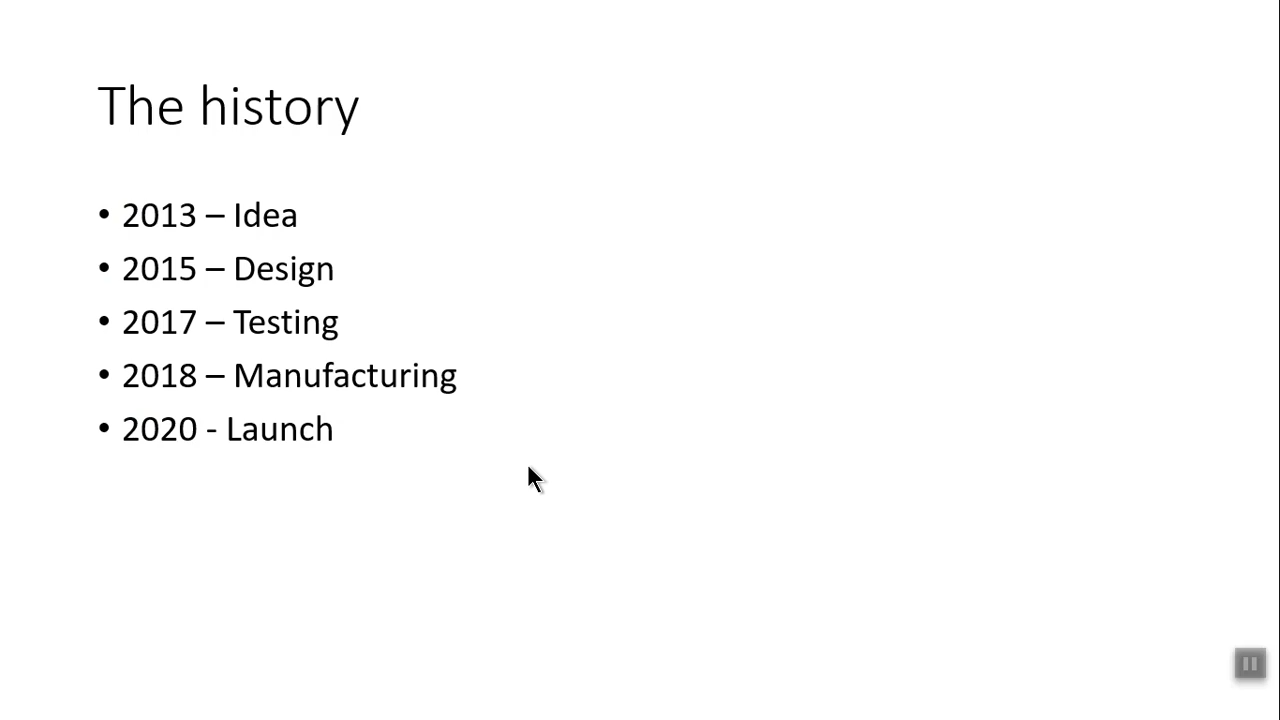 The history
• 2013 – Idea
• 2015 – Design
• 2017 – Testing
• 2018 – Manufacturing
• 2020 - Launch